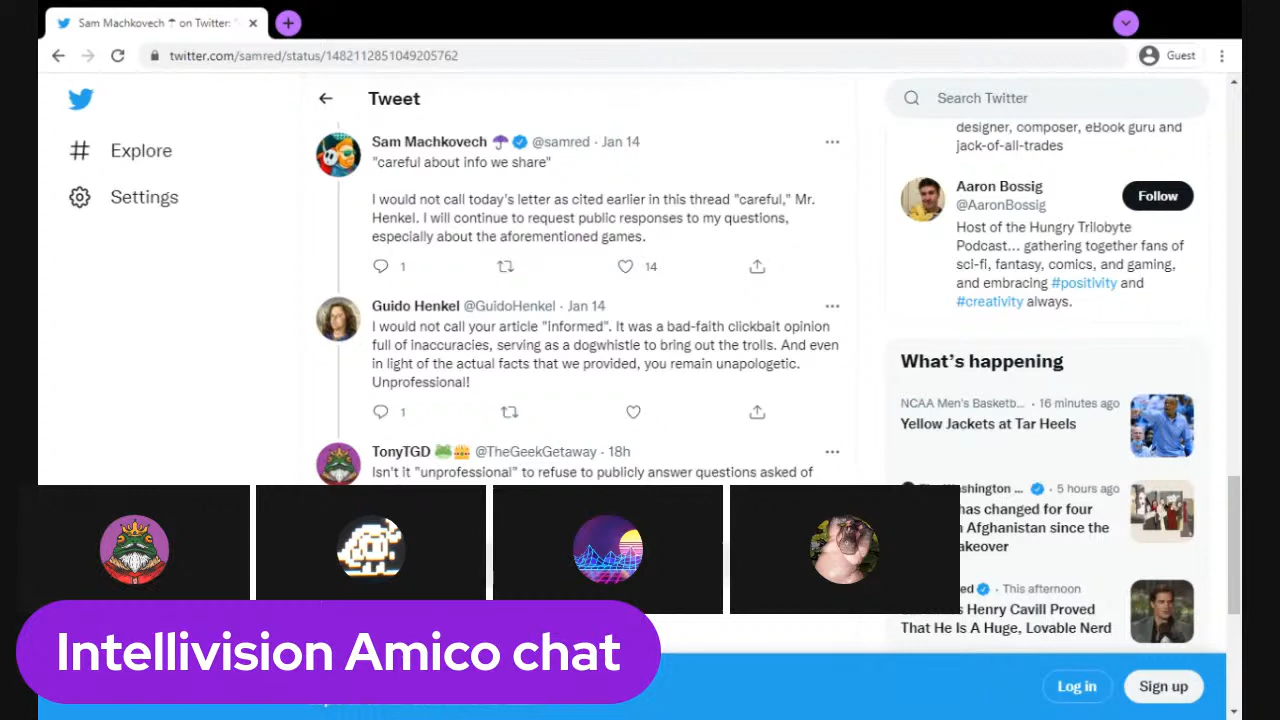 Sam Machkovech ☂ on Twitter:
twitter.com/samred/status/1482112851049205762
Guest
Explore
Settings
Tweet
Sam Machkovech ☂ @samred · Jan 14
"careful about info we share"
I would not call today's letter as cited earlier in this thread "careful," Mr.
Henkel. I will continue to request public responses to my questions,
especially about the aforementioned games.
1
14
Guido Henkel @GuidoHenkel · Jan 14
I would not call your article "Informed". It was a bad-faith clickbait opinion
full of inaccuracies, serving as a dogwhistle to bring out the trolls. And even
in light of the actual facts that we provided, you remain unapologetic.
Unprofessional!
1
TonyTGD 🐸🍔 @TheGeekGetaway · 18h
Isn't it "unprofessional" to refuse to publicly answer questions asked of
Search Twitter
designer, composer, eBook guru and
jack-of-all-trades
Aaron Bossig
@AaronBossig
Follow
Host of the Hungry Trilobyte
Podcast... gathering together fans of
sci-fi, fantasy, comics, and gaming,
and embracing #positivity and
#creativity always.
What's happening
NCAA Men's Basketb... · 16 minutes ago
Yellow Jackets at Tar Heels
Washington ... · 5 hours ago
has changed for four
Afghanistan since the
· This afternoon
Henry Cavill Proved
That He Is A Huge, Lovable Nerd
Log in
Sign up
Intellivision Amico chat